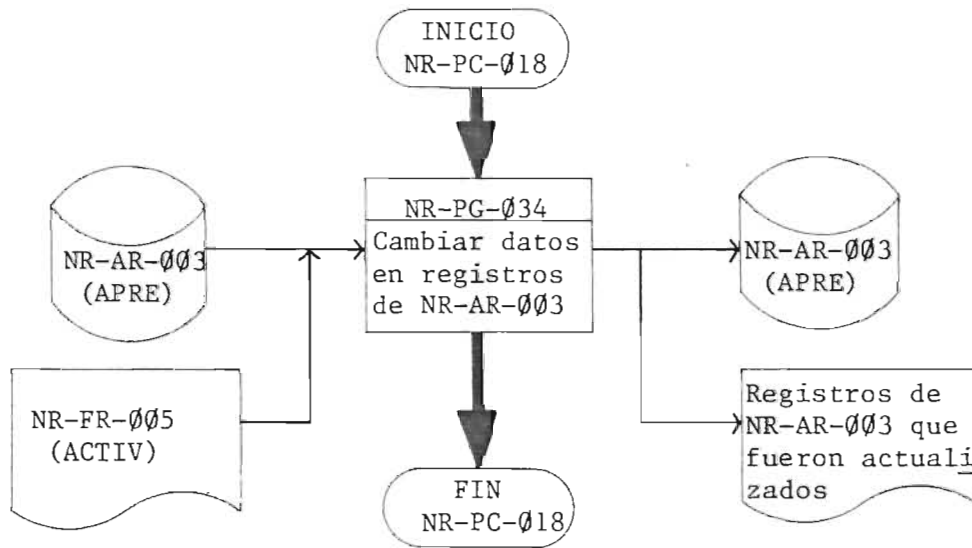 INICIO
NR-PC-Ø18
NR-PG-Ø34
Cambiar datos
en registros
de NR-AR-ØØ3
NR-AR-ØØ3
(APRE)
NR-FR-ØØ5
(ACTIV)
NR-AR-ØØ3
(APRE)
Registros de
NR-AR-ØØ3 que
fueron actuali
zados
FIN
NR-PC-Ø18